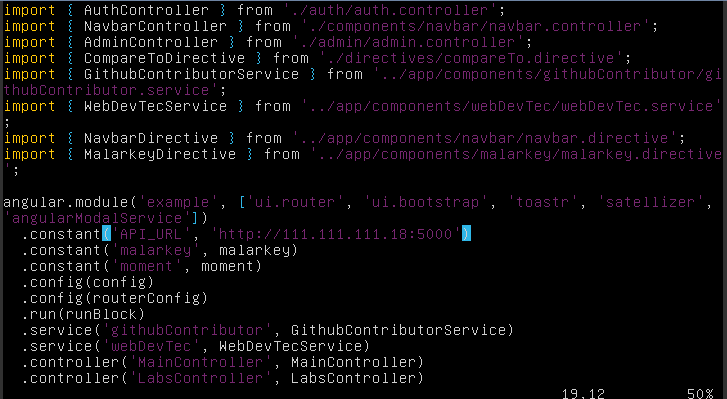 import { AuthController } from './auth/auth.controller';
import { NavbarController } from './components/navbar/navbar.controller';
import { AdminController } from './admin/admin.controller';
import { CompareToDirective } from './directives/compareTo.directive';
import { GithubContributorService } from '../app/components/githubContributor/gi
thubContributor.service';
import { WebDevTecService } from '../app/components/webDevTec/webDevTec.service'
;
import { NavbarDirective } from '../app/components/navbar/navbar.directive';
import { MalarkeyDirective } from '../app/components/malarkey/malarkey.directive
';
angular.module('example', ['ui.router', 'ui.bootstrap', 'toastr', 'satellizer',
'angularModalService'])
  .constant('API_URL', 'http://111.111.111.18:5000')
  .constant('malarkey', malarkey)
  .constant('moment', moment)
  .config(config)
  .config(routerConfig)
  .run(runBlock)
  .service('githubContributor', GithubContributorService)
  .service('webDevTec', WebDevTecService)
  .controller('MainController', MainController)
  .controller('LabsController', LabsController)
19,12 50%